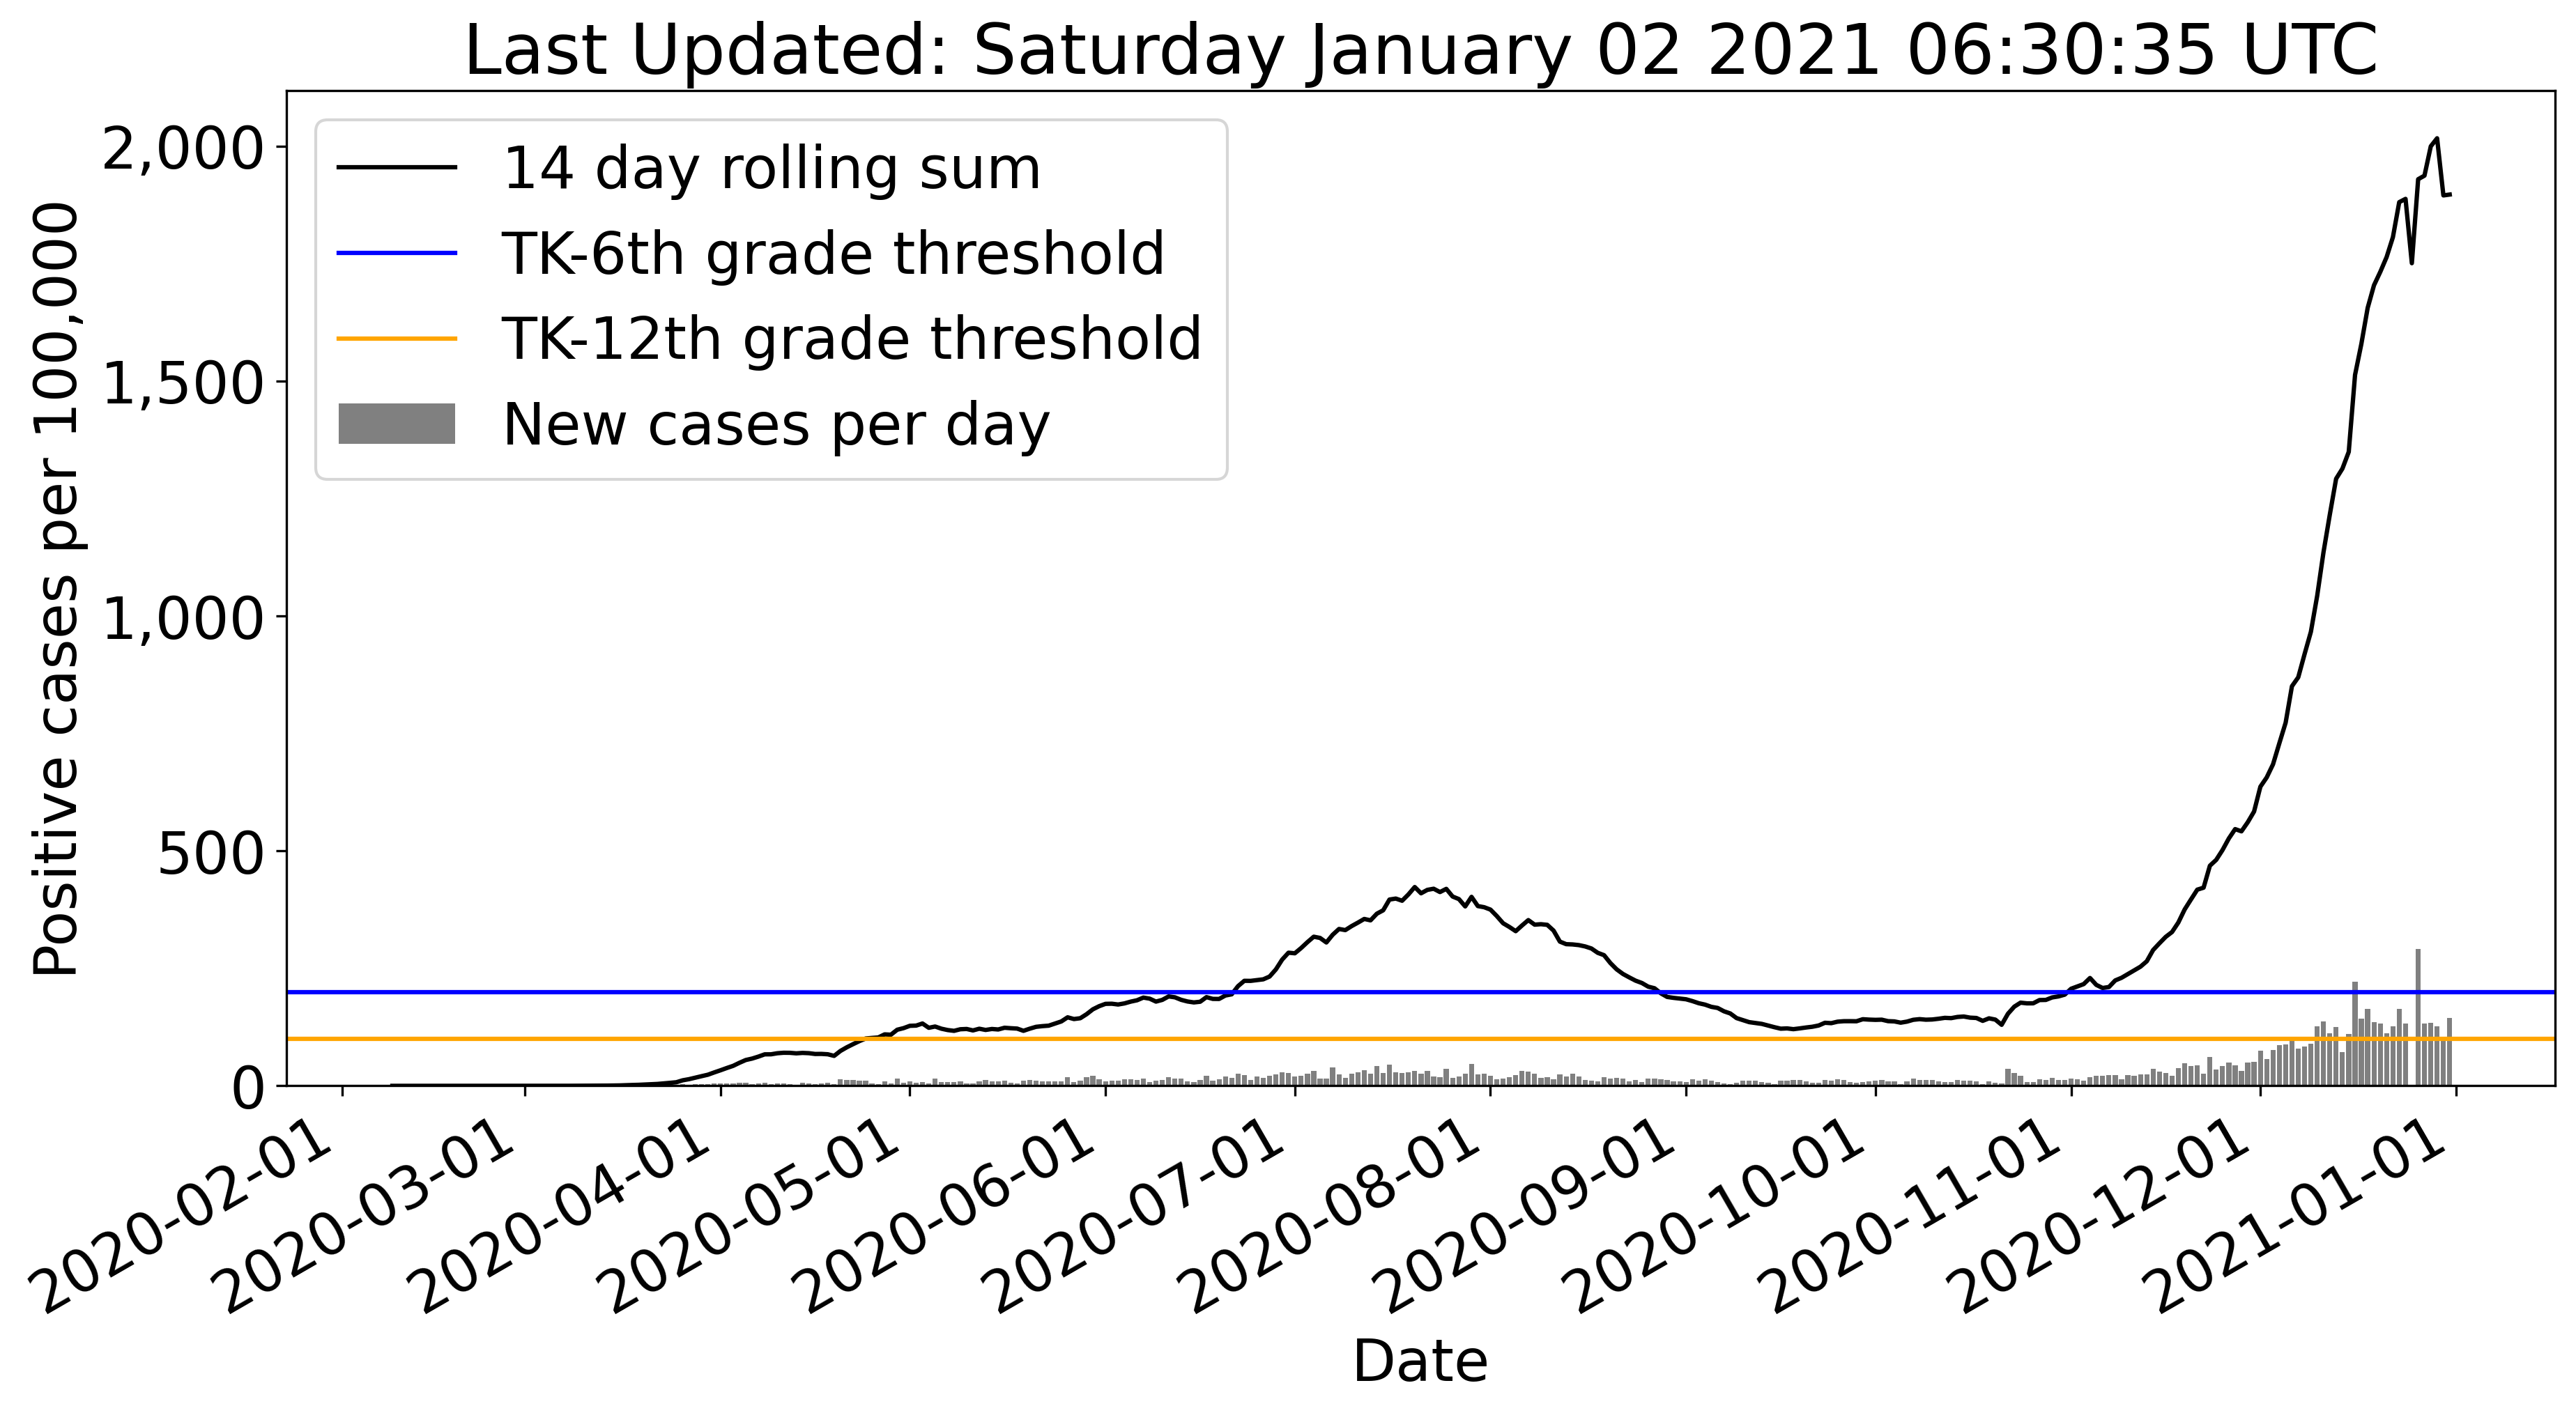 Last Updated: Saturday January 02 2021 06:30:35 UTC
Positive cases per 100,000
2,000
1,500
1,000
500
0
14 day rolling sum
TK-6th grade threshold
TK-12th grade threshold
New cases per day
2020-02-01
2020-03-01
2020-04-01
2020-05-01
2020-06-01
2020-07-01
2020-08-01
2020-09-01
2020-10-01
2020-11-01
2020-12-01
2021-01-01
Date